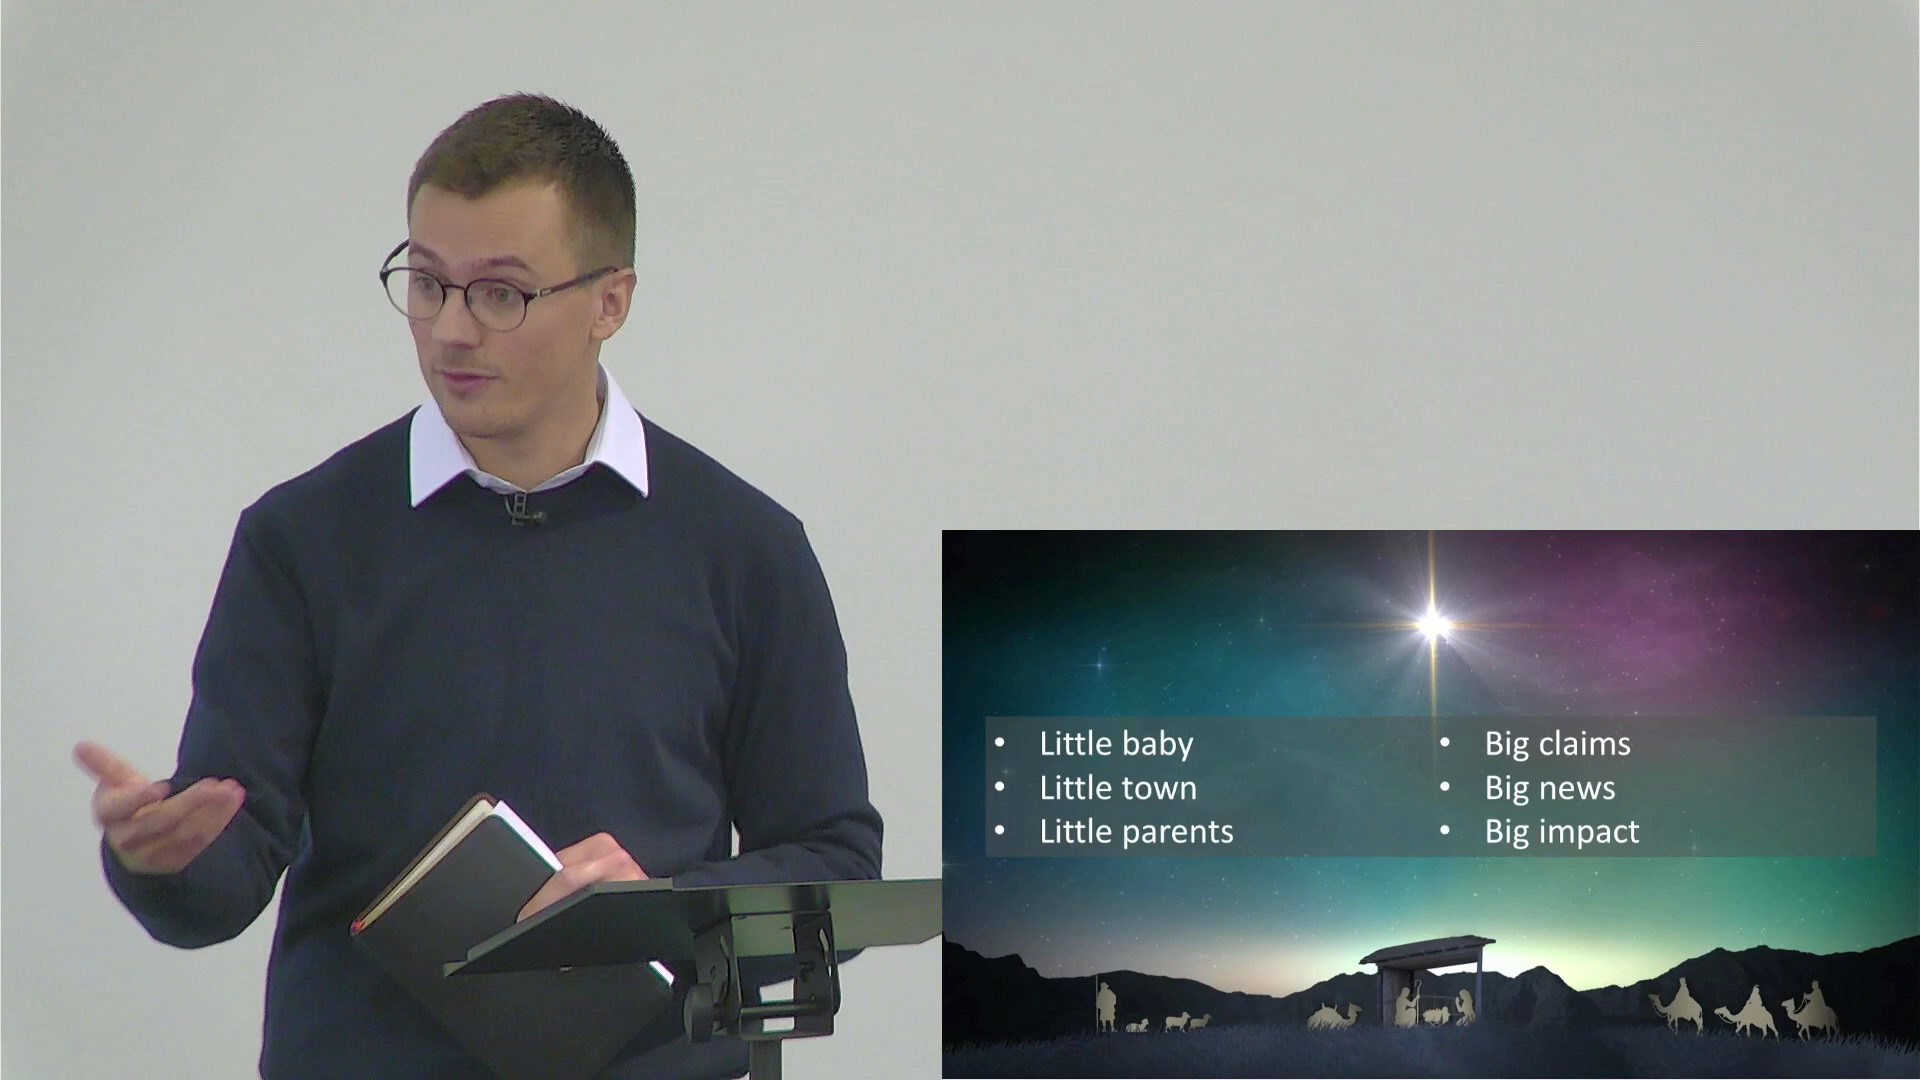 Little baby
Little town
Little parents
Big claims
Big news
Big impact